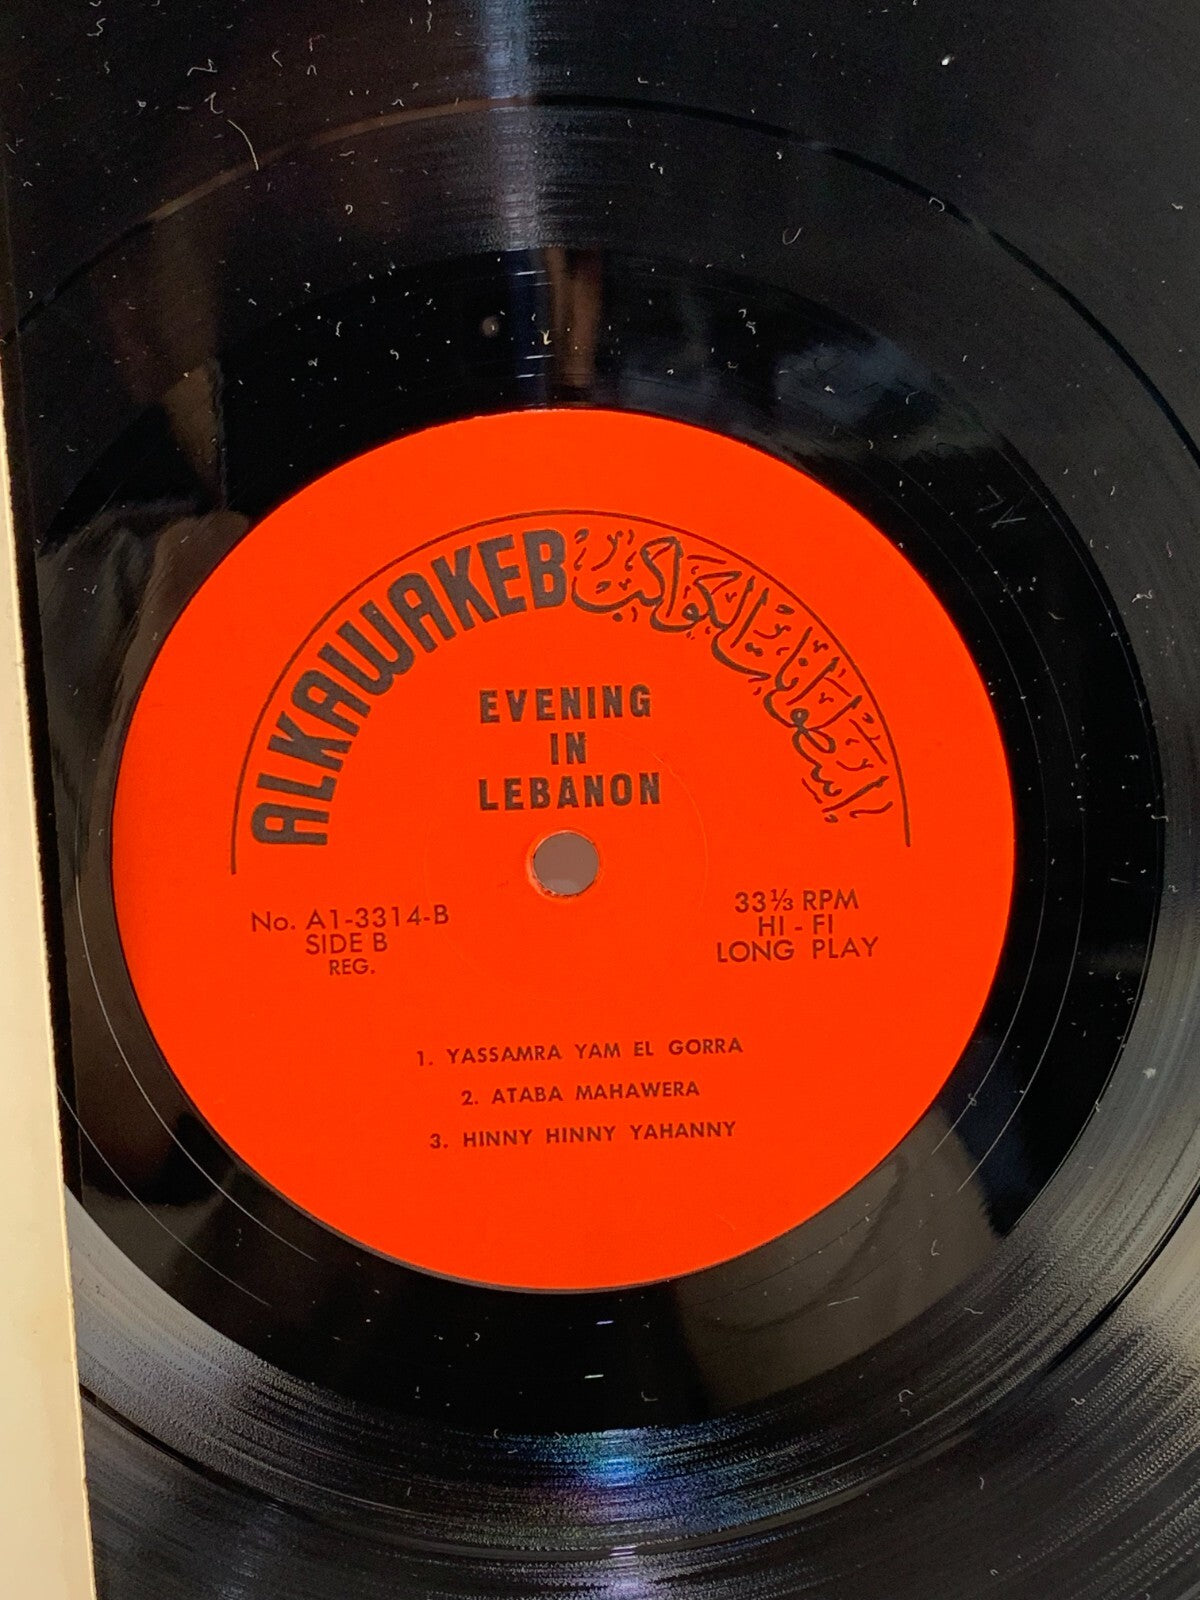 ALKAWAKEB اسطوانات الكواكب
EVENING
IN
LEBANON
No. A1-3314-B
SIDE B
REG.
33⅓ RPM
HI - FI
LONG PLAY
1. YASSAMRA YAM EL GORRA
2. ATABA MAHAWERA
3. HINNY HINNY YAHANNY